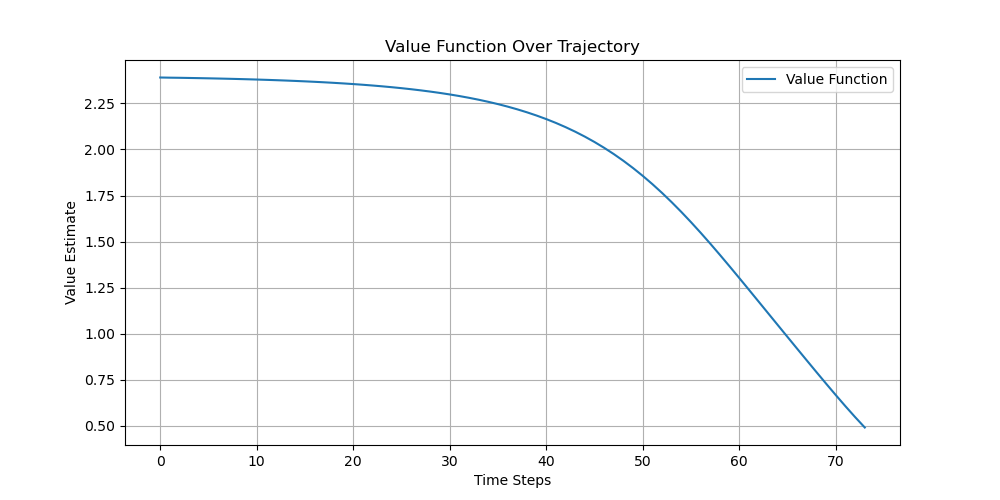 Value Function Over Trajectory
Value Function
Value Estimate
2.25
2.00
1.75
1.50
1.25
1.00
0.75
0.50
0 10 20 30 40 50 60 70
Time Steps